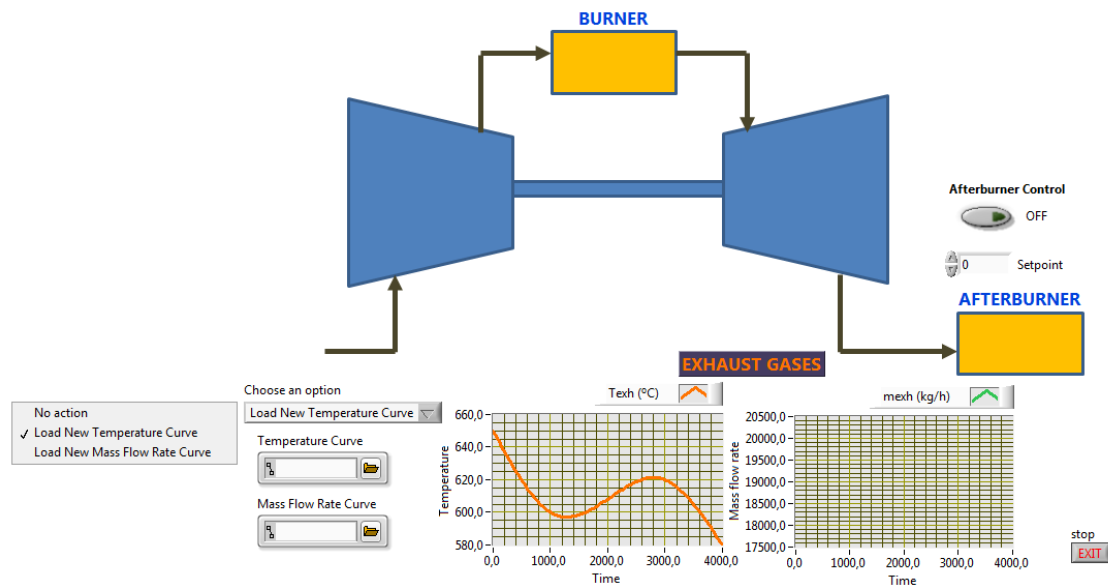 BURNER
Afterburner Control
OFF
0
Setpoint
AFTERBURNER
EXHAUST GASES
No action
✓ Load New Temperature Curve
Load New Mass Flow Rate Curve
Choose an option
Load New Temperature Curve
Temperature Curve
Mass Flow Rate Curve
Texh (ºC)
Temperature
660,0
640,0
620,0
600,0
580,0
0,0 1000,0 2000,0 3000,0 4000,0
Time
mexh (kg/h)
Mass flow rate
20500,0
20000,0
19500,0
19000,0
18500,0
18000,0
17500,0
0,0 1000,0 2000,0 3000,0 4000,0
Time
stop
EXIT